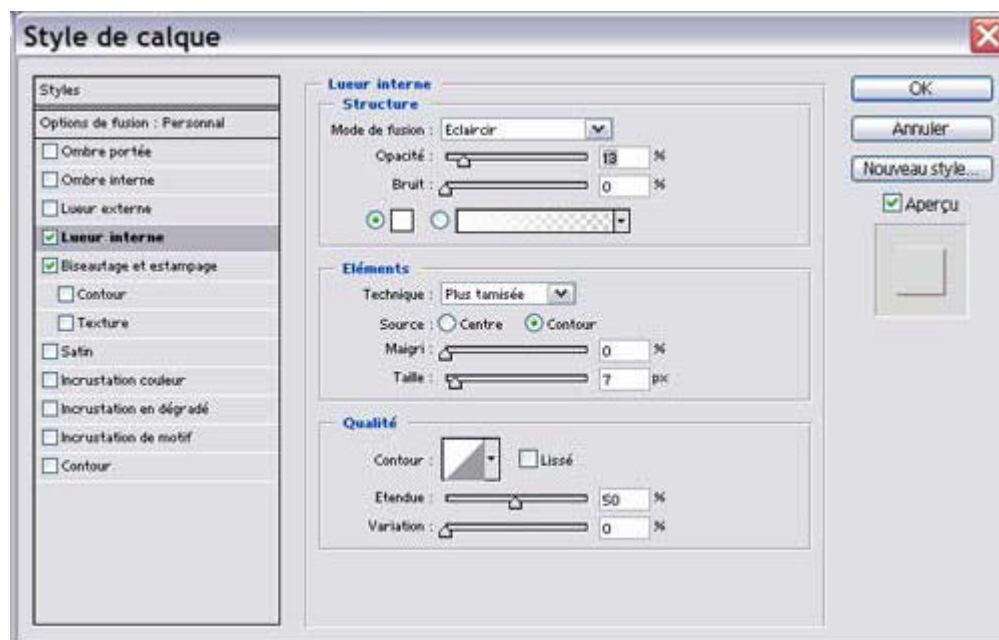 Style de calque
Styles
Options de fusion : Personnal
Ombre portée
Ombre interne
Lueur externe
Lueur interne
Biseautage et estampage
Contour
Texture
Satin
Incrustation couleur
Incrustation en dégradé
Incrustation de motif
Contour
Lueur interne
Structure
Mode de fusion : Eclaircir
Opacité : 13 %
Bruit : 0 %
Eléments
Technique : Plus tamisée
Source : Centre Contour
Maigri : 0 %
Taille : 7 px
Qualité
Contour : Lissé
Etendue : 50 %
Variation : 0 %
OK
Annuler
Nouveau style...
Aperçu